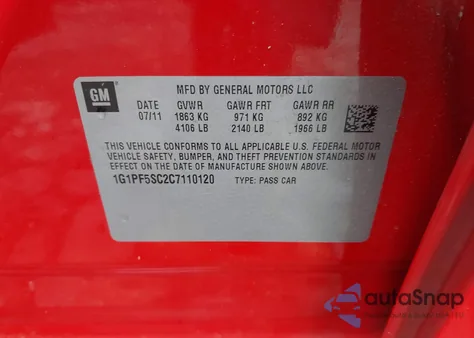 GM
MFD BY GENERAL MOTORS LLC
DATE GVWR GAWR FRT GAWR RR
07/11 1863 KG 971 KG 892 KG
4106 LB 2140 LB 1966 LB
THIS VEHICLE CONFORMS TO ALL APPLICABLE U.S. FEDERAL MOTOR
VEHICLE SAFETY, BUMPER, AND THEFT PREVENTION STANDARDS IN
EFFECT ON THE DATE OF MANUFACTURE SHOWN ABOVE.
1G1PF5SC2C7110120 TYPE: PASS CAR
autoSnap